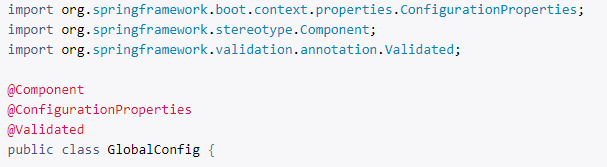 import org.springframework.boot.context.properties.ConfigurationProperties;
import org.springframework.stereotype.Component;
import org.springframework.validation.annotation.Validated;
@Component
@ConfigurationProperties
@Validated
public class GlobalConfig {